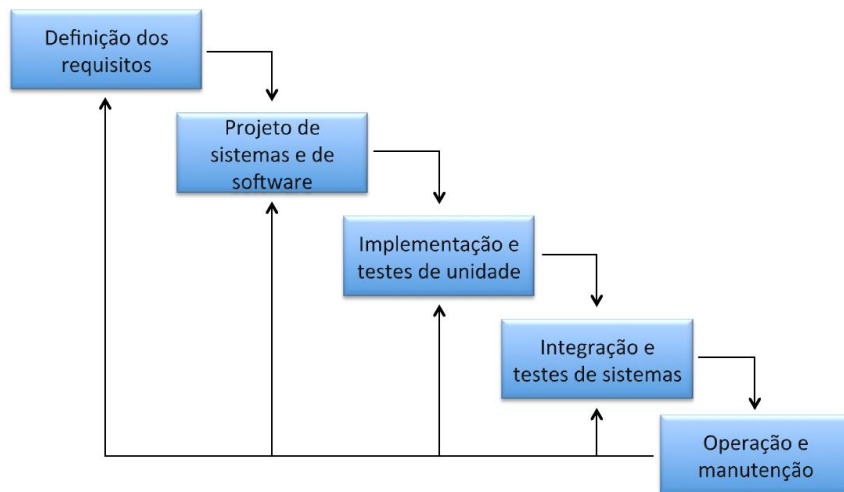 Definição dos
requisitos
Projeto de
sistemas e de
software
Implementação e
testes de unidade
Integração e
testes de sistemas
Operação e
manutenção